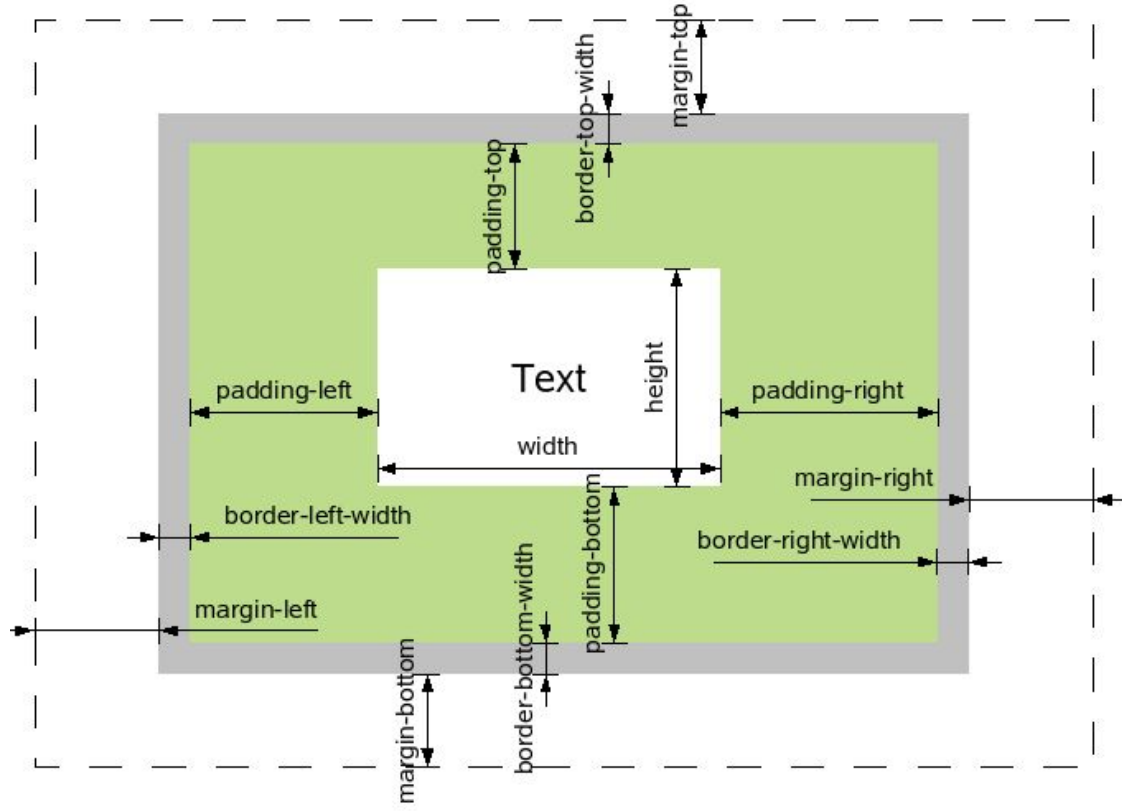 margin-top
border-top-width
padding-top
Text
height
padding-left
padding-right
width
margin-right
border-left-width
border-right-width
padding-bottom
margin-left
border-bottom-width
margin-bottom